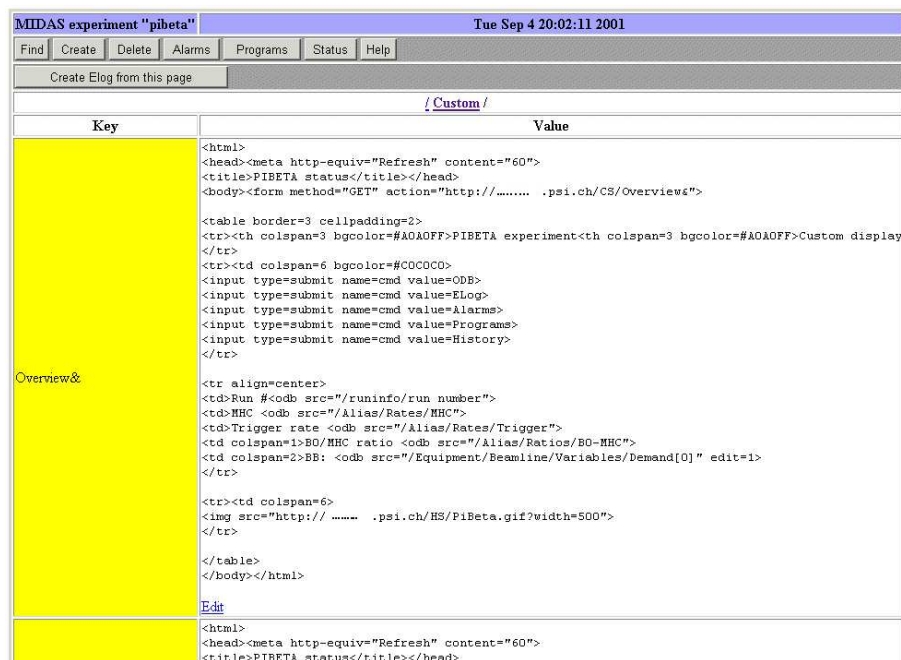 MIDAS experiment "pibeta" Tue Sep 4 20:02:11 2001
Find Create Delete Alarms Programs Status Help
Create Elog from this page
/ Custom /
Key Value
Overview&
<html>
<head><meta http-equiv="Refresh" content="60">
<title>PIBETA status</title></head>
<body><form method="GET" action="http://......... .psi.ch/CS/Overview&">
<table border=3 cellpadding=2>
<tr><th colspan=3 bgcolor=#A0A0FF>PIBETA experiment<th colspan=3 bgcolor=#A0A0FF>Custom display
</tr>
<tr><td colspan=6 bgcolor=#C0C0C0>
<input type=submit name=cmd value=ODB>
<input type=submit name=cmd value=ELog>
<input type=submit name=cmd value=Alarms>
<input type=submit name=cmd value=Programs>
<input type=submit name=cmd value=History>
</tr>
<tr align=center>
<td>Run #<odb src="/runinfo/run number">
<td>MHC <odb src="/Alias/Rates/MHC">
<td>Trigger rate <odb src="/Alias/Rates/Trigger">
<td colspan=1>B0/MHC ratio <odb src="/Alias/Ratios/B0-MHC">
<td colspan=2>BB: <odb src="/Equipment/Beamline/Variables/Demand[0]" edit=1>
</tr>
<tr><td colspan=6>
<img src="http:// ......... .psi.ch/HS/PiBeta.gif?width=500">
</tr>
</table>
</body></html>
Edit
<html>
<head><meta http-equiv="Refresh" content="60">
<title>PIBETA status</title></head>